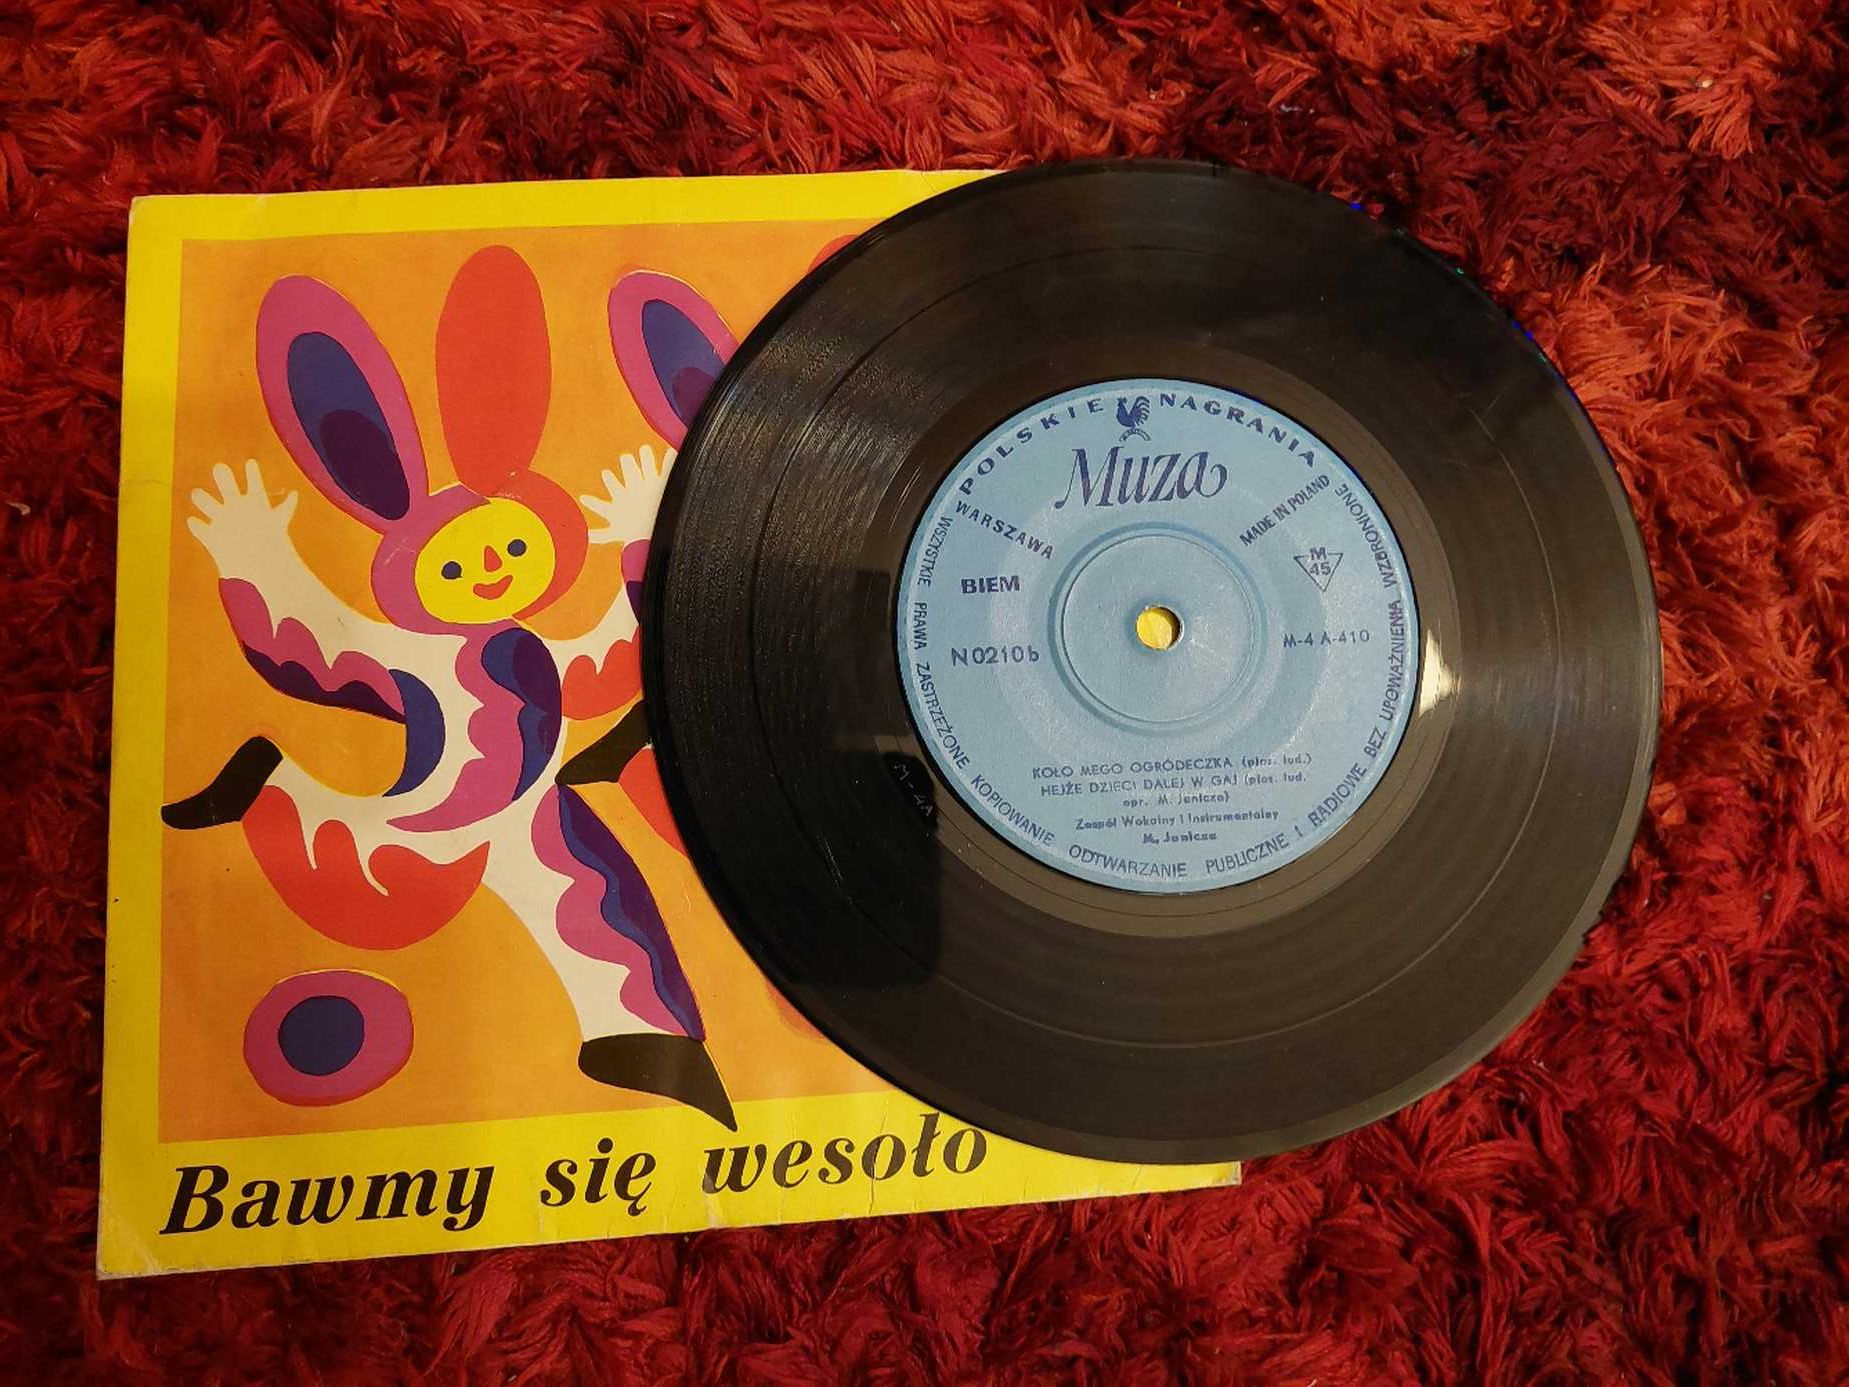 POLSKIE NAGRANIA
Muza
WARSZAWA
MADE IN POLAND
BIEM
M
45
N0210b
M-4 A-410
KOŁO MEGO OGRÓDECZKA (pios. lud.)
HEJŻE DZIECI DALEJ W GAJ (pios. lud.
opr. M. Janicza)
Zespół Wokalny i Instrumentalny
M. Janicza
WSZYSTKIE PRAWA ZASTRZEŻONE KOPIOWANIE ODTWARZANIE PUBLICZNE I RADIOWE BEZ UPOWAŻNIENIA WZBRONIONE
M-4A
Bawmy się wesoło